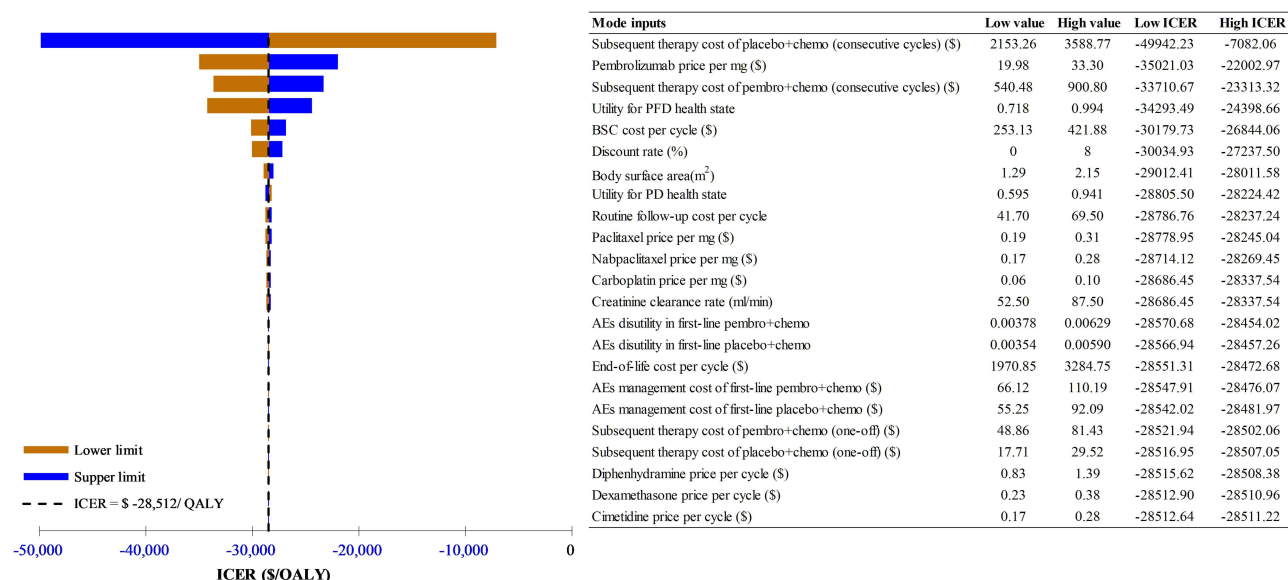 Mode inputs Low value High value Low ICER High ICER
Subsequent therapy cost of placebo+chemo (consecutive cycles) ($) 2153.26 3588.77 -49942.23 -7082.06
Pembrolizumab price per mg ($) 19.98 33.30 -35021.03 -22002.97
Subsequent therapy cost of pembro+chemo (consecutive cycles) ($) 540.48 900.80 -33710.67 -23313.32
Utility for PFD health state 0.718 0.994 -34293.49 -24398.66
BSC cost per cycle ($) 253.13 421.88 -30179.73 -26844.06
Discount rate (%) 0 8 -30034.93 -27237.50
Body surface area(m²) 1.29 2.15 -29012.41 -28011.58
Utility for PD health state 0.595 0.941 -28805.50 -28224.42
Routine follow-up cost per cycle 41.70 69.50 -28786.76 -28237.24
Paclitaxel price per mg ($) 0.19 0.31 -28778.95 -28245.04
Nabpaclitaxel price per mg ($) 0.17 0.28 -28714.12 -28269.45
Carboplatin price per mg ($) 0.06 0.10 -28686.45 -28337.54
Creatinine clearance rate (ml/min) 52.50 87.50 -28686.45 -28337.54
AEs disutility in first-line pembro+chemo 0.00378 0.00629 -28570.68 -28454.02
AEs disutility in first-line placebo+chemo 0.00354 0.00590 -28566.94 -28457.26
End-of-life cost per cycle ($) 1970.85 3284.75 -28551.31 -28472.68
AEs management cost of first-line pembro+chemo ($) 66.12 110.19 -28547.91 -28476.07
AEs management cost of first-line placebo+chemo ($) 55.25 92.09 -28542.02 -28481.97
Subsequent therapy cost of pembro+chemo (one-off) ($) 48.86 81.43 -28521.94 -28502.06
Subsequent therapy cost of placebo+chemo (one-off) ($) 17.71 29.52 -28516.95 -28507.05
Diphenhydramine price per cycle ($) 0.83 1.39 -28515.62 -28508.38
Dexamethasone price per cycle ($) 0.23 0.38 -28512.90 -28510.96
Cimetidine price per cycle ($) 0.17 0.28 -28512.64 -28511.22
Lower limit
Supper limit
ICER = $ -28,512/ QALY
-50,000 -40,000 -30,000 -20,000 -10,000 0
ICER ($/QALY)